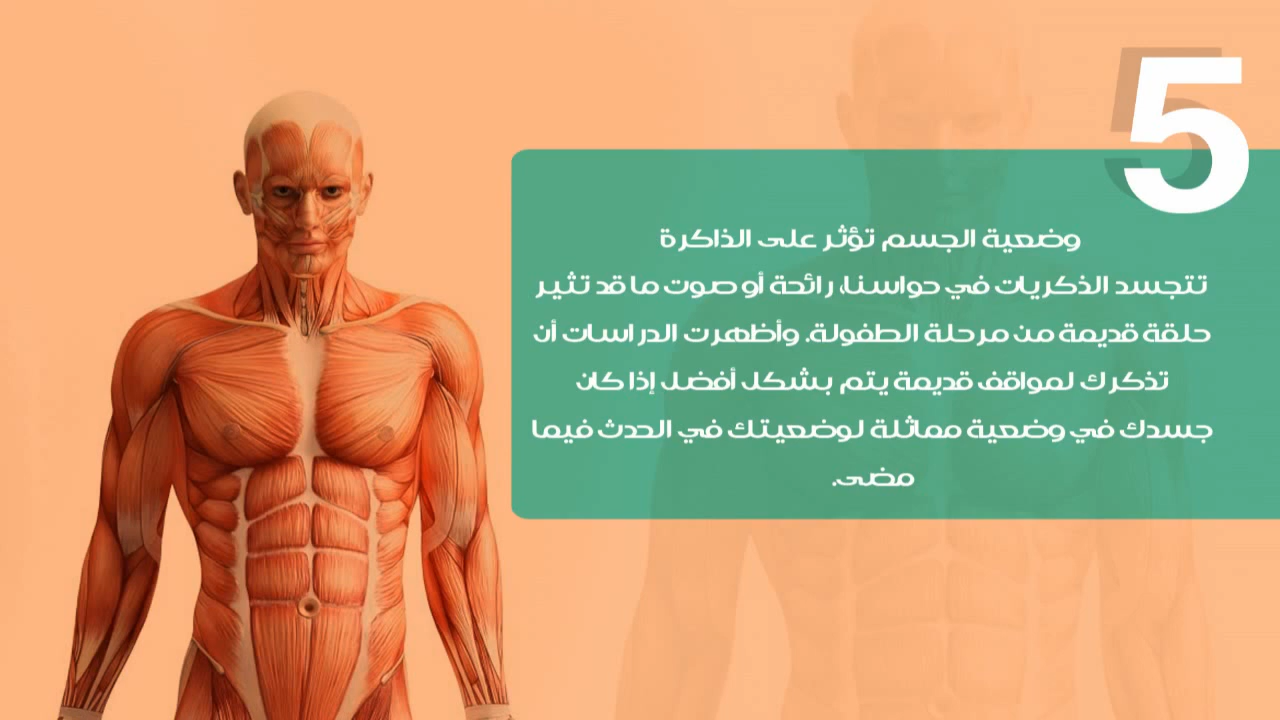 5
وضعية الجسم تؤثر على الذاكرة
تتجسد الذكريات في حواسنا، رائحة أو صوت ما قد تثير
حلقة قديمة من مرحلة الطفولة. وأظهرت الدراسات أن
تذكرك لمواقف قديمة يتم بشكل أفضل إذا كان
جسدك في وضعية مماثلة لوضعيتك في الحدث فيما
مضى.